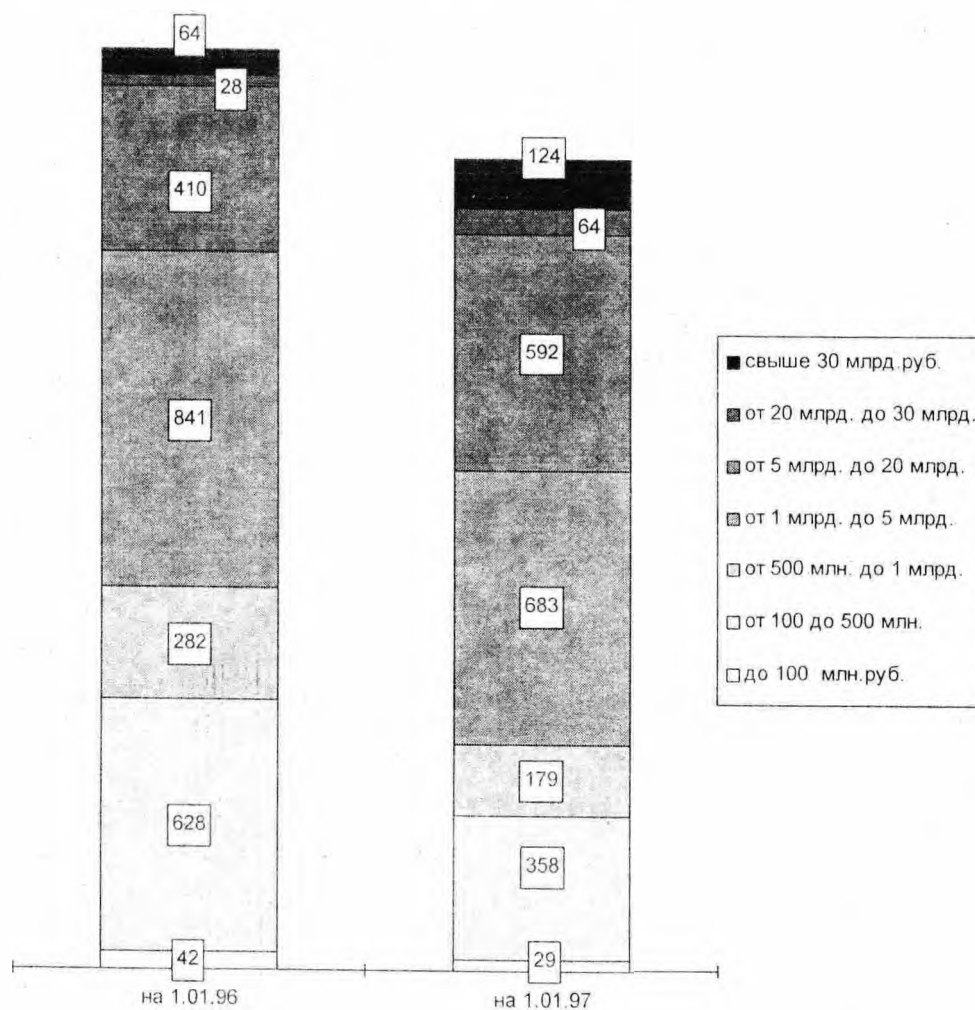 64
28
410
841
282
628
42
на 1.01.96
124
64
592
683
179
358
29
на 1.01.97
свыше 30 млрд.руб.
от 20 млрд. до 30 млрд.
от 5 млрд. до 20 млрд.
от 1 млрд. до 5 млрд.
от 500 млн. до 1 млрд.
от 100 до 500 млн.
до 100 млн.руб.